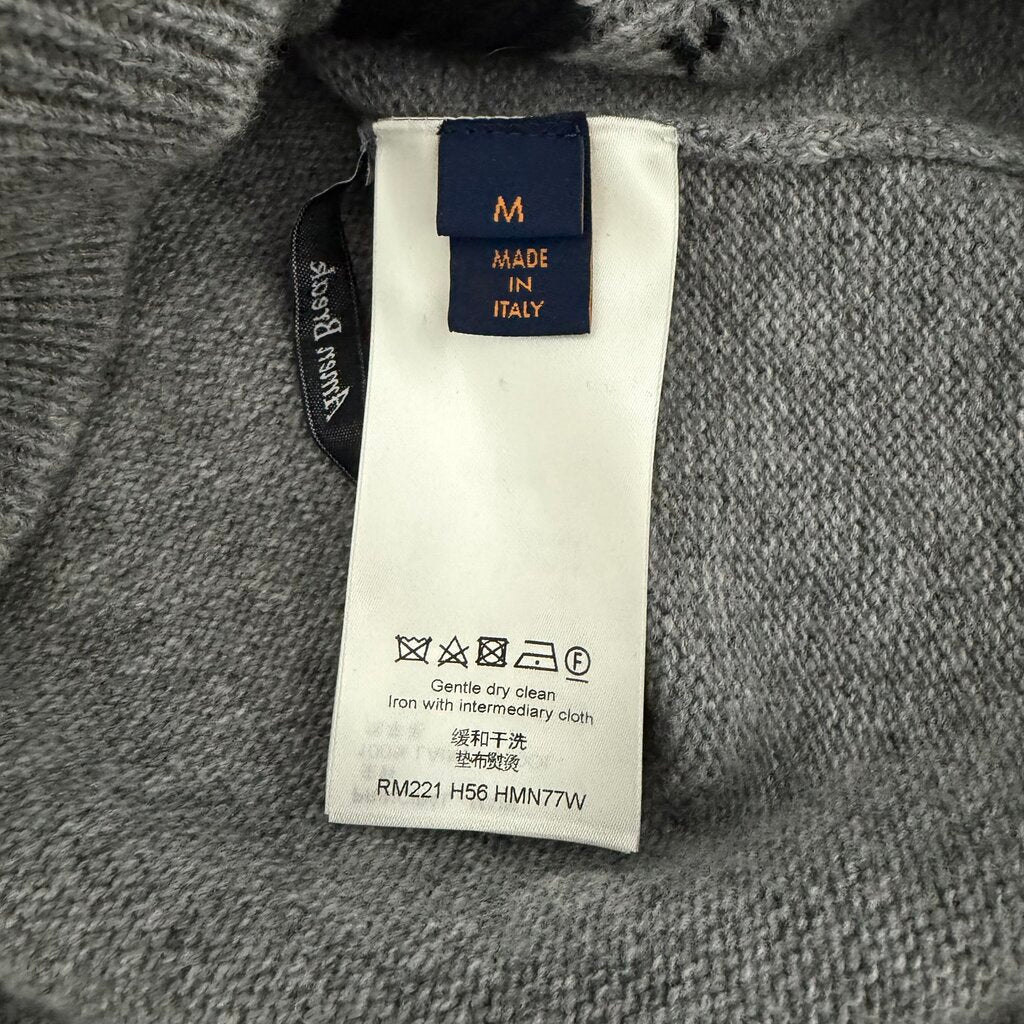 M
MADE
IN
ITALY
F
Gentle dry clean
Iron with intermediary cloth
缓和干洗
垫布熨烫
RM221 H56 HMN77W